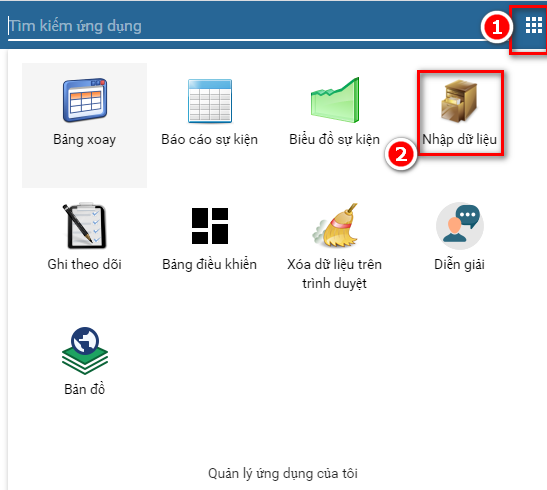 Tìm kiếm ứng dụng
1
Bảng xoay
Báo cáo sự kiện
Biểu đồ sự kiện
Nhập dữ liệu
2
Ghi theo dõi
Bảng điều khiển
Xóa dữ liệu trên
trình duyệt
Diễn giải
Bản đồ
Quản lý ứng dụng của tôi